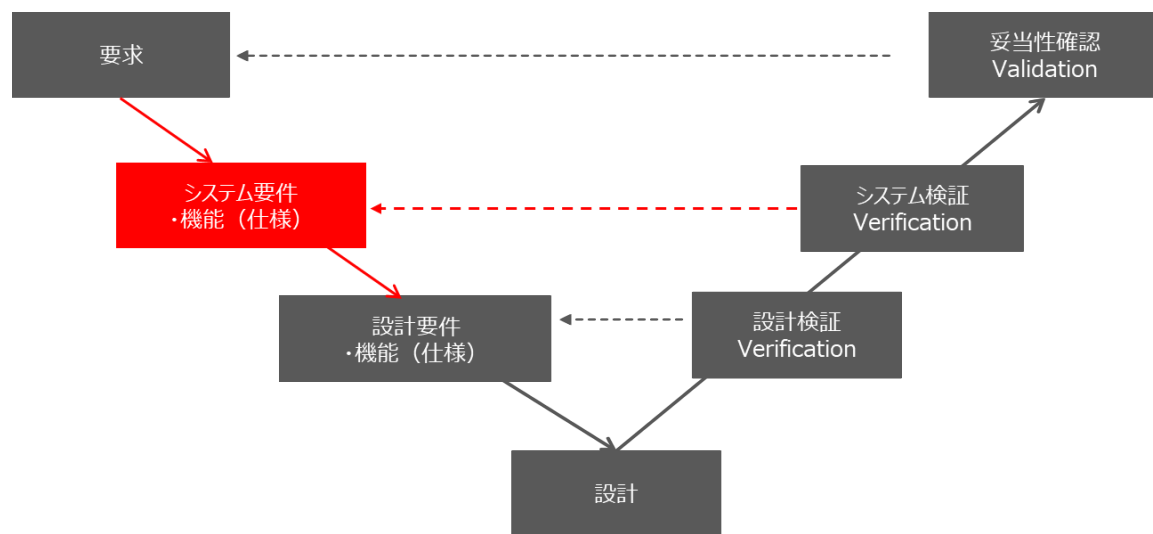 要求
妥当性確認
Validation
システム要件
・機能（仕様）
システム検証
Verification
設計要件
・機能（仕様）
設計検証
Verification
設計